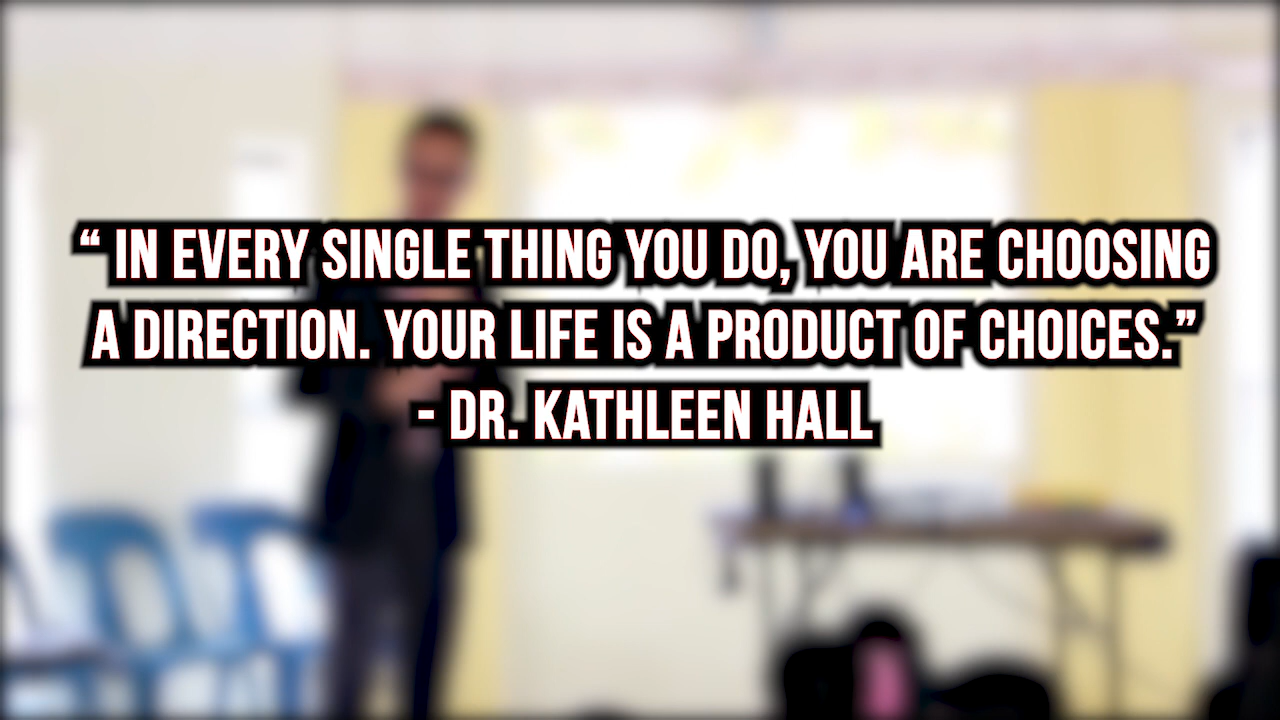 “ IN EVERY SINGLE THING YOU DO, YOU ARE CHOOSING
A DIRECTION. YOUR LIFE IS A PRODUCT OF CHOICES.”
- DR. KATHLEEN HALL